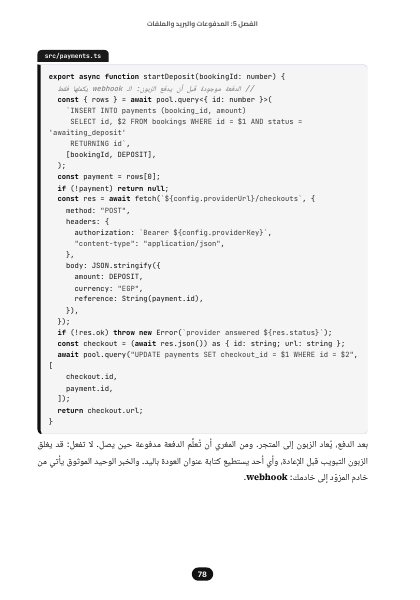 الفصل 5: المدفوعات والبريد والملفات
src/payments.ts
export async function startDeposit(bookingId: number) {
// الدفعة موجودة قبل أن يدفع الزبون: الـ webhook يكملها فقط
const { rows } = await pool.query<{ id: number }>(
`INSERT INTO payments (booking_id, amount)
SELECT id, $2 FROM bookings WHERE id = $1 AND status =
'awaiting_deposit'
RETURNING id`,
[bookingId, DEPOSIT],
);
const payment = rows[0];
if (!payment) return null;
const res = await fetch(`${config.providerUrl}/checkouts`, {
method: "POST",
headers: {
authorization: `Bearer ${config.providerKey}`,
"content-type": "application/json",
},
body: JSON.stringify({
amount: DEPOSIT,
currency: "EGP",
reference: String(payment.id),
}),
});
if (!res.ok) throw new Error(`provider answered ${res.status}`);
const checkout = (await res.json()) as { id: string; url: string };
await pool.query("UPDATE payments SET checkout_id = $1 WHERE id = $2",
[
checkout.id,
payment.id,
]);
return checkout.url;
}
بعد الدفع، يُعاد الزبون إلى المتجر. ومن المغري أن تُعلَّم الدفعة مدفوعة حين يصل. لا تفعل: قد يغلق
الزبون التبويب قبل الإعادة، وأي أحد يستطيع كتابة عنوان العودة باليد. والخبر الوحيد الموثوق يأتي من
خادم المزوّد إلى خادمك: webhook.
78